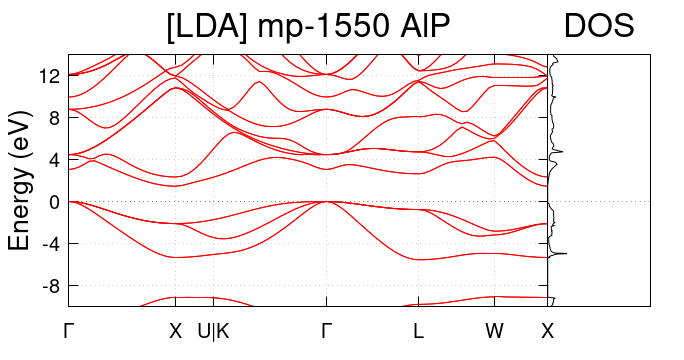 [LDA] mp-1550 AlP
DOS
Energy (eV)
12
8
4
0
-4
-8
Γ X U|K Γ L W X